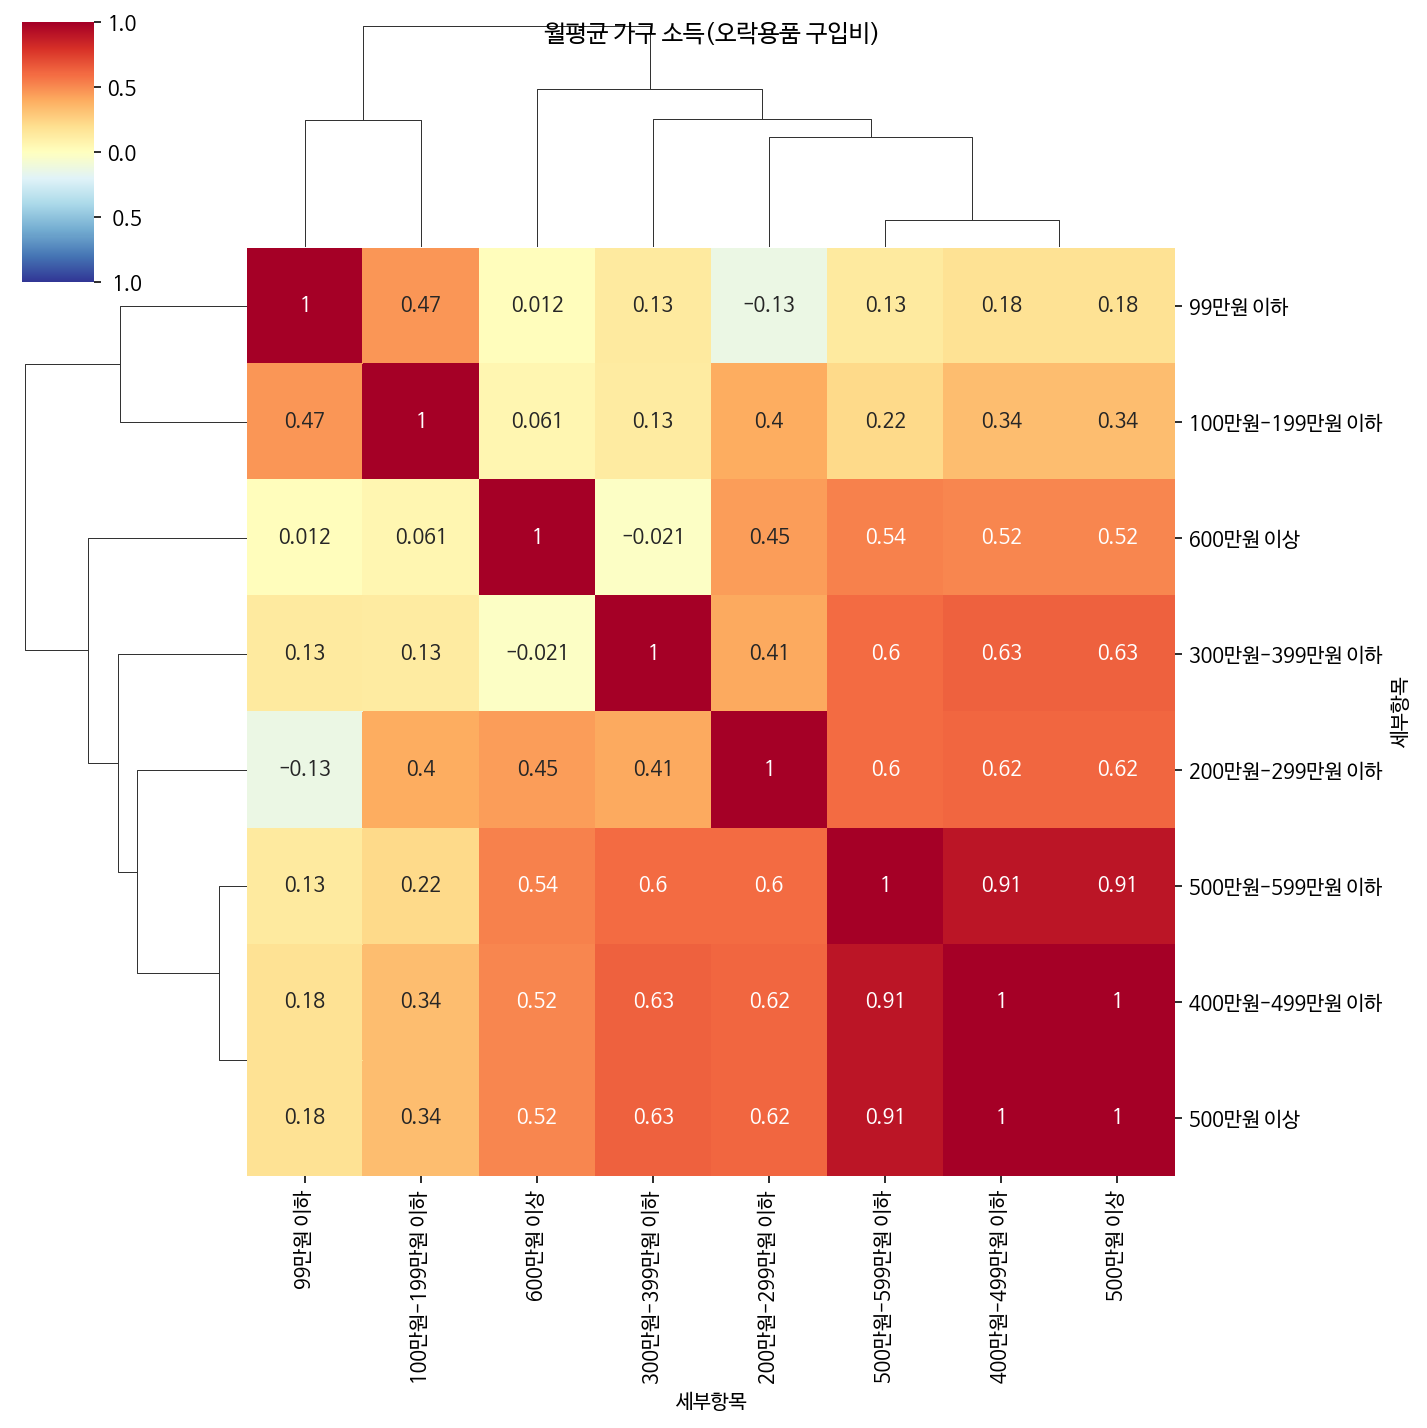 월평균 가구 소득(오락용품 구입비)
1.0
0.5
0.0
0.5
1.0
1 0.47 0.012 0.13 −0.13 0.13 0.18 0.18 99만원 이하
0.47 1 0.061 0.13 0.4 0.22 0.34 0.34 100만원-199만원 이하
0.012 0.061 1 −0.021 0.45 0.54 0.52 0.52 600만원 이상
0.13 0.13 −0.021 1 0.41 0.6 0.63 0.63 300만원-399만원 이하
−0.13 0.4 0.45 0.41 1 0.6 0.62 0.62 200만원-299만원 이하
0.13 0.22 0.54 0.6 0.6 1 0.91 0.91 500만원-599만원 이하
0.18 0.34 0.52 0.63 0.62 0.91 1 1 400만원-499만원 이하
0.18 0.34 0.52 0.63 0.62 0.91 1 1 500만원 이상
세부항목
99만원 이하
100만원-199만원 이하
600만원 이상
300만원-399만원 이하
200만원-299만원 이하
500만원-599만원 이하
400만원-499만원 이하
500만원 이상
세부항목